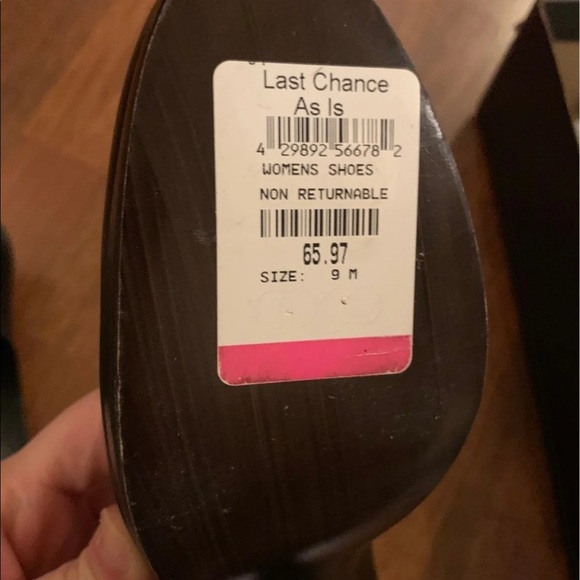 Last Chance
As Is
4 29892 56678 2
WOMENS SHOES
NON RETURNABLE
65.97
SIZE: 9 M